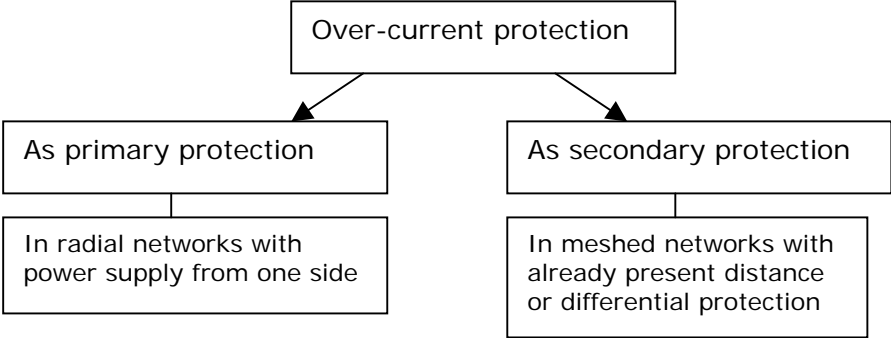 Over-current protection
As primary protection
As secondary protection
In radial networks with
power supply from one side
In meshed networks with
already present distance
or differential protection